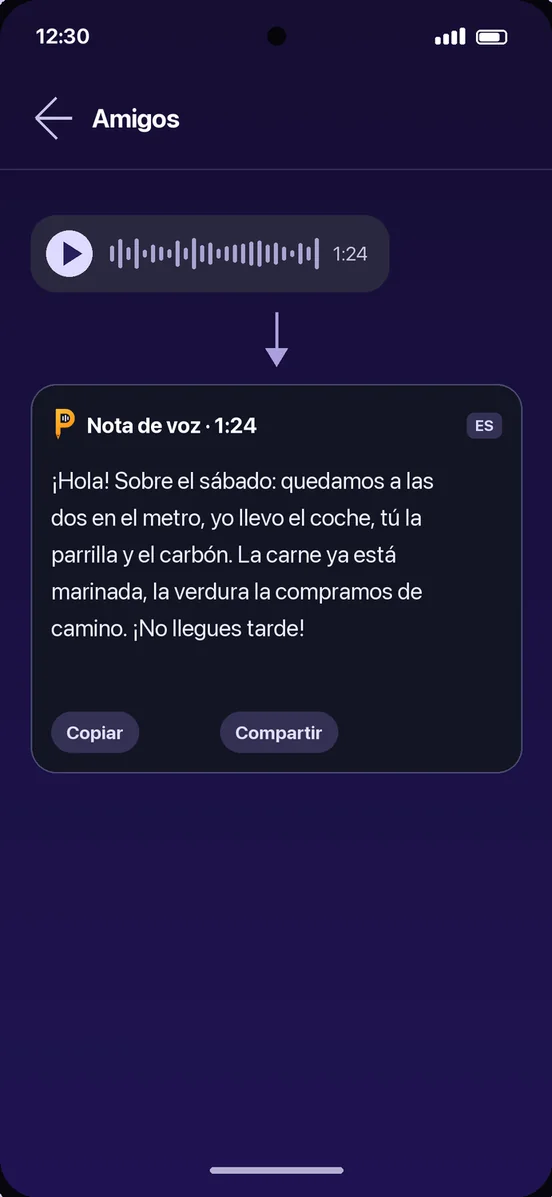 12:30
Amigos
1:24
Nota de voz · 1:24
ES
¡Hola! Sobre el sábado: quedamos a las
dos en el metro, yo llevo el coche, tú la
parrilla y el carbón. La carne ya está
marinada, la verdura la compramos de
camino. ¡No llegues tarde!
Copiar
Compartir